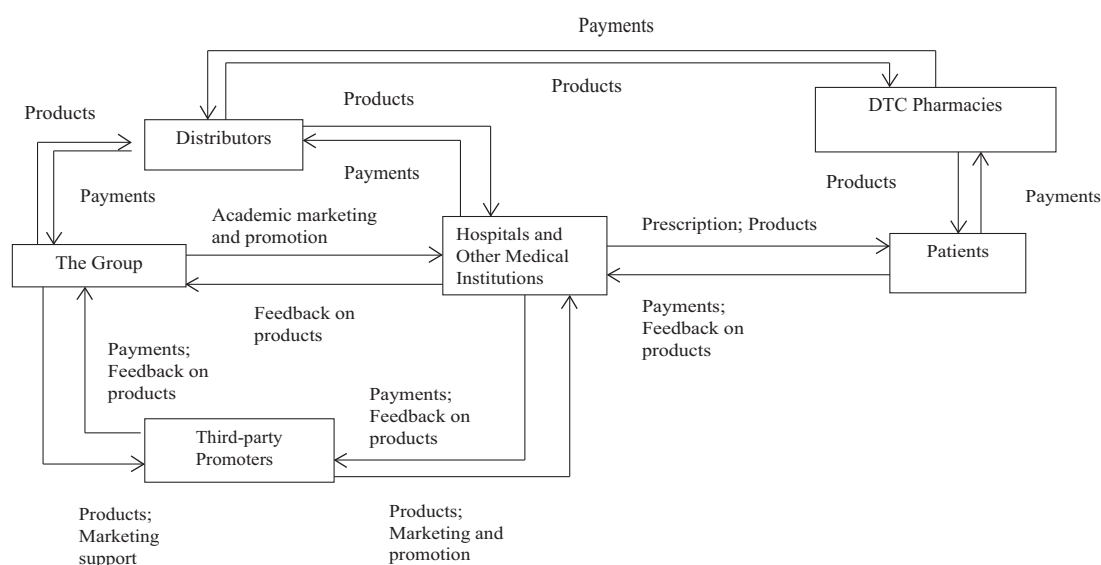 Payments
Products
DTC Pharmacies
Products
Products
Distributors
Products
Payments
Payments
Payments
Academic marketing
and promotion
Hospitals and
Other Medical
Institutions
Prescription; Products
Patients
The Group
Feedback on
products
Payments;
Feedback on
products
Payments;
Feedback on
products
Payments;
Feedback on
products
Third-party
Promoters
Products;
Marketing
support
Products;
Marketing and
promotion